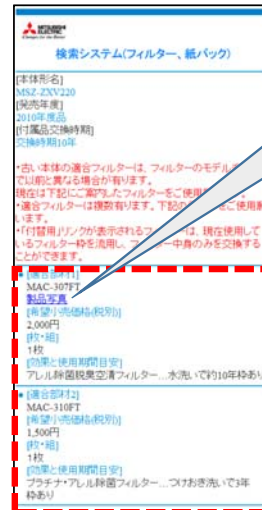 MITSUBISHI
ELECTRIC
Changes for the Better
検索システム(フィルター、紙パック)
[本体形名]
MSZ-ZXV220
[発売年度]
2010年度品
[付属品交換時期]
交換時期10年
・古い本体の適合フィルターは、フィルターのモデル
で以前と異なる場合が有ります。
現在は下記にご案内したフィルターをご使用
・適合フィルターは複数有ります。下記の
をご使用願
います。
・「付替用」リンクが表示されるフ
は、現在使用して
いるフィルター枠を流用し、フ
ター中身のみを交換する
ことができます。
■ [適合部材1]
MAC-307FT
製品写真
[希望小売価格(税別)]
2,000円
[枚・組]
1枚
[効果と使用期間目安]
アレル除菌脱臭空清フィルター…水洗いで約10年枠あり
■ [適合部材2]
MAC-310FT
[希望小売価格(税別)]
1,500円
[枚・組]
1枚
[効果と使用期間目安]
プラチナ・アレル除菌フィルター…つけおき洗いで3年
枠あり